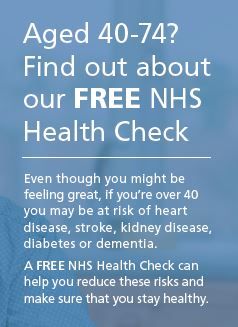 Aged 40-74?
Find out about
our FREE NHS
Health Check
Even though you might be
feeling great, if you’re over 40
you may be at risk of heart
disease, stroke, kidney disease,
diabetes or dementia.
A FREE NHS Health Check can
help you reduce these risks and
make sure that you stay healthy.